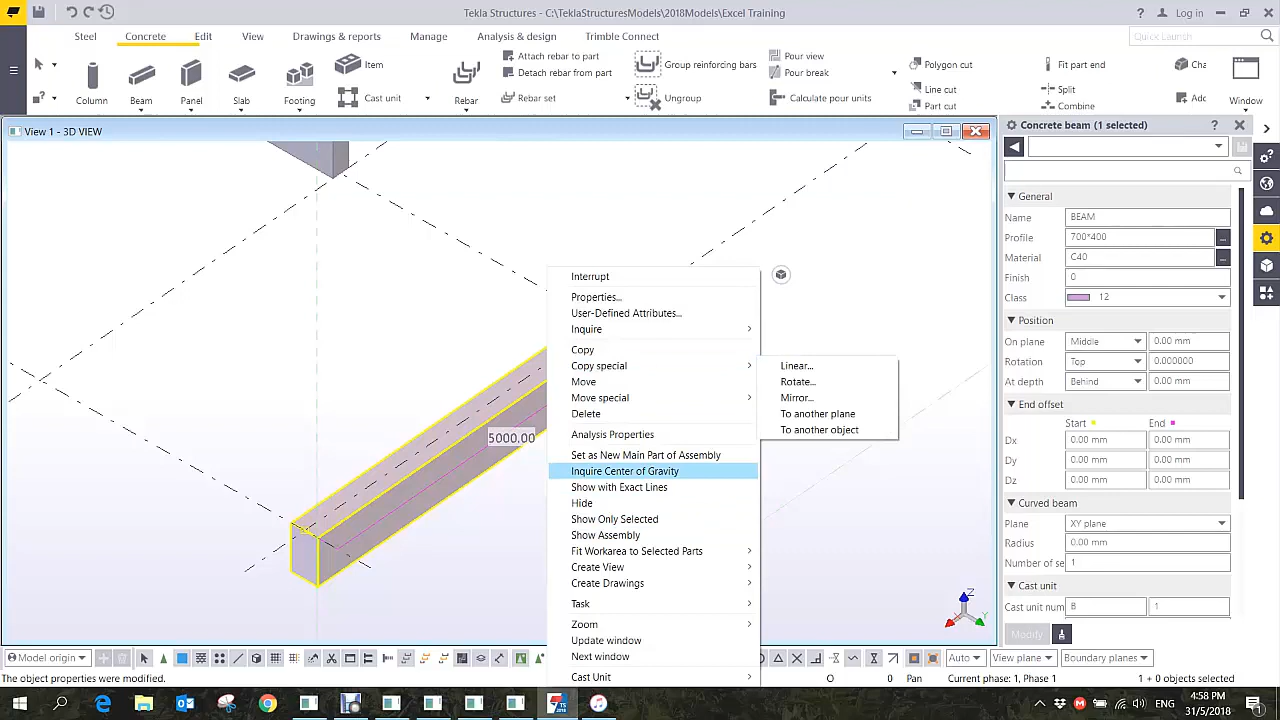 Tekla Structures - C:\TeklaStructuresModels\2018Models\Excel Training
? Log in
Steel Concrete Edit View Drawings & reports Manage Analysis & design Trimble Connect
Quick Launch
Attach rebar to part
Detach rebar from part
Item
Group reinforcing bars
Pour view
Pour break
Polygon cut
Fit part end
Cha
Cast unit
Rebar set
Ungroup
Calculate pour units
Line cut
Part cut
Split
Combine
Add
Column Beam Panel Slab Footing Rebar Window
View 1 - 3D VIEW
Concrete beam (1 selected) ?
General
Name BEAM
Profile 700*400 ...
Material C40 ...
Finish 0
Class 12
Position
On plane Middle 0.00 mm
Rotation Top 0.000000
At depth Behind 0.00 mm
End offset
Start End
Dx 0.00 mm 0.00 mm
Dy 0.00 mm 0.00 mm
Dz 0.00 mm 0.00 mm
Curved beam
Plane XY plane
Radius 0.00 mm
Number of se 1
Cast unit
Cast unit num B 1
Modify
Interrupt
Properties...
User-Defined Attributes...
Inquire
Copy
Copy special
Move
Move special
Delete
Analysis Properties
Set as New Main Part of Assembly
Inquire Center of Gravity
Show with Exact Lines
Hide
Show Only Selected
Show Assembly
Fit Workarea to Selected Parts
Create View
Create Drawings
Task
Zoom
Update window
Next window
Cast Unit
Linear...
Rotate...
Mirror...
To another plane
To another object
5000.00
Z
X
Y
Model origin
Auto View plane Boundary planes
The object properties were modified.
O 0 Pan Current phase: 1, Phase 1 1 + 0 objects selected
ENG
4:58 PM
31/5/2018